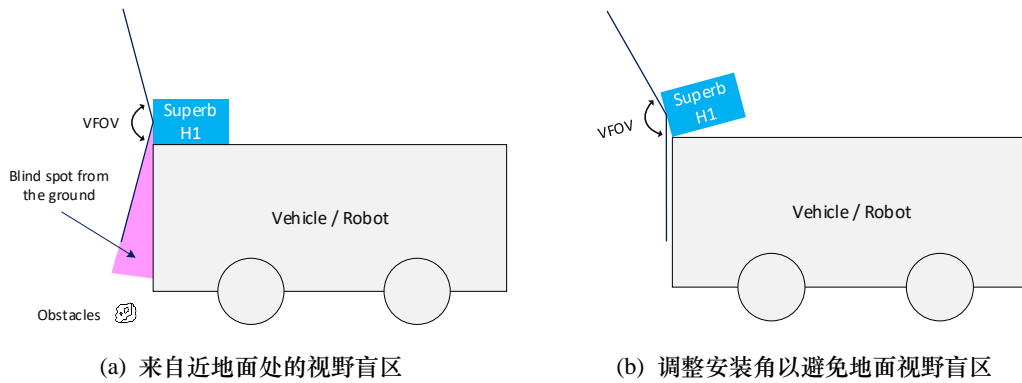 VFOV
Superb
H1
Blind spot from
the ground
Vehicle / Robot
Obstacles
(a) 来自近地面处的视野盲区
VFOV
Superb
H1
Vehicle / Robot
(b) 调整安装角以避免地面视野盲区